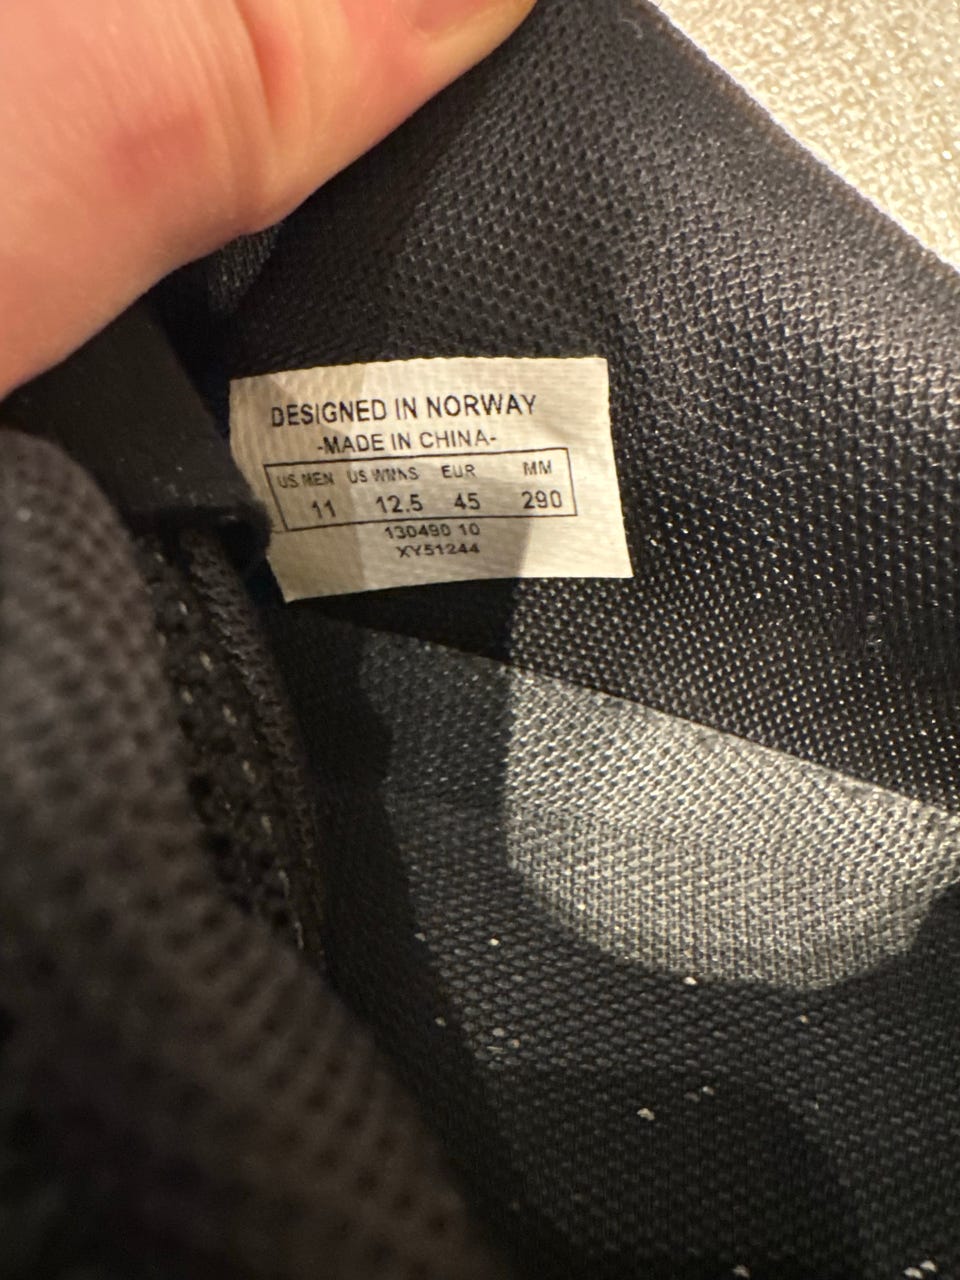 DESIGNED IN NORWAY
-MADE IN CHINA-
US MEN US WMNS EUR MM
11 12.5 45 290
130490 10
XY51244